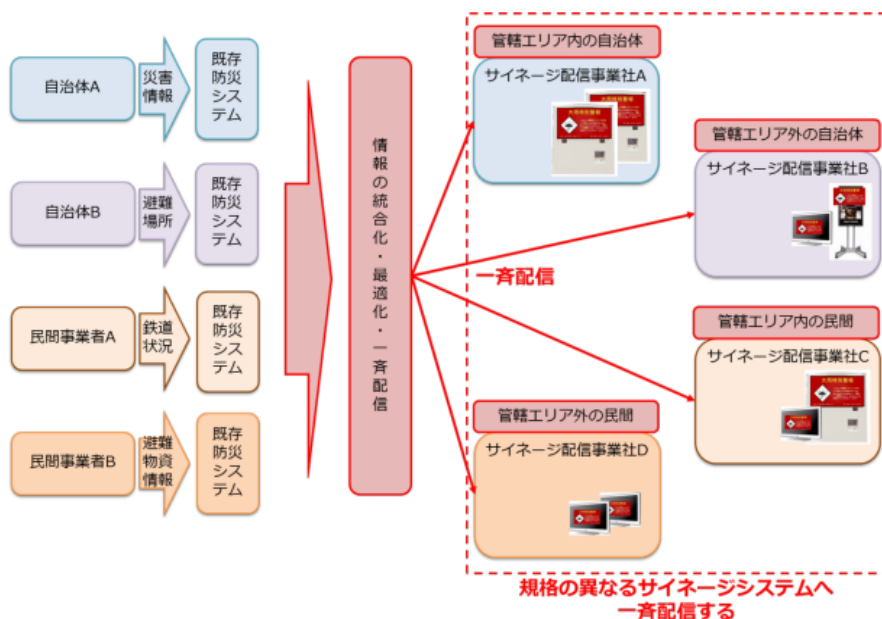 自治体A
災害
情報
既存
防災
シス
テム
自治体B
避難
場所
既存
防災
シス
テム
民間事業者A
鉄道
状況
既存
防災
シス
テム
民間事業者B
避難
物資
情報
既存
防災
シス
テム
情報の統合化・最適化・一斉配信
一斉配信
管轄エリア内の自治体
サイネージ配信事業社A
管轄エリア外の自治体
サイネージ配信事業社B
管轄エリア内の民間
サイネージ配信事業社C
管轄エリア外の民間
サイネージ配信事業社D
規格の異なるサイネージシステムへ
一斉配信する